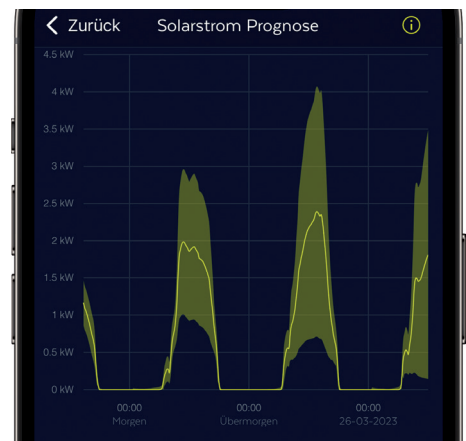 Zurück Solarstrom Prognose
4.5 kW
4 kW
3.5 kW
3 kW
2.5 kW
2 kW
1.5 kW
1 kW
0.5 kW
0 kW
00:00 00:00 00:00
Morgen Übermorgen 26-03-2023